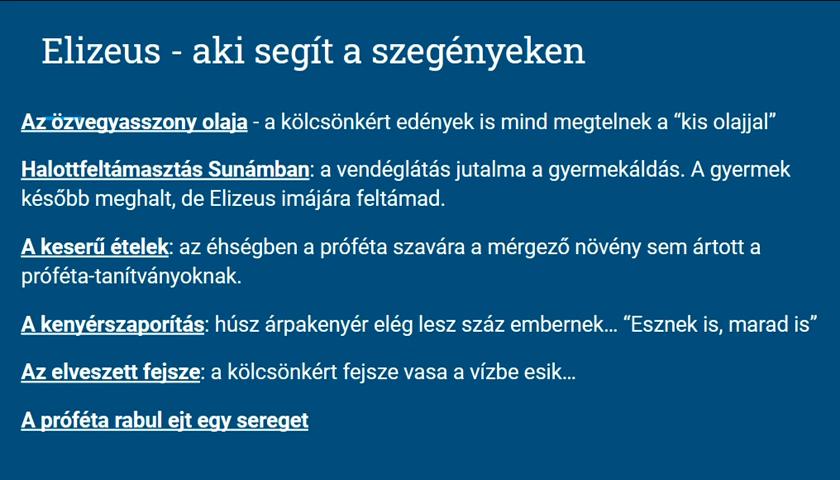 Elizeus - aki segít a szegényeken
Az özvegyasszony olaja - a kölcsönkért edények is mind megtelnek a “kis olajjal”
Halottfeltámasztás Sunámban: a vendéglátás jutalma a gyermekáldás. A gyermek
később meghalt, de Elizeus imájára feltámad.
A keserű ételek: az éhségben a próféta szavára a mérgező növény sem ártott a
próféta-tanítványoknak.
A kenyérszaporítás: húsz árpakenyér elég lesz száz embernek… “Esznek is, marad is”
Az elveszett fejsze: a kölcsönkért fejsze vasa a vízbe esik…
A próféta rabul ejt egy sereget